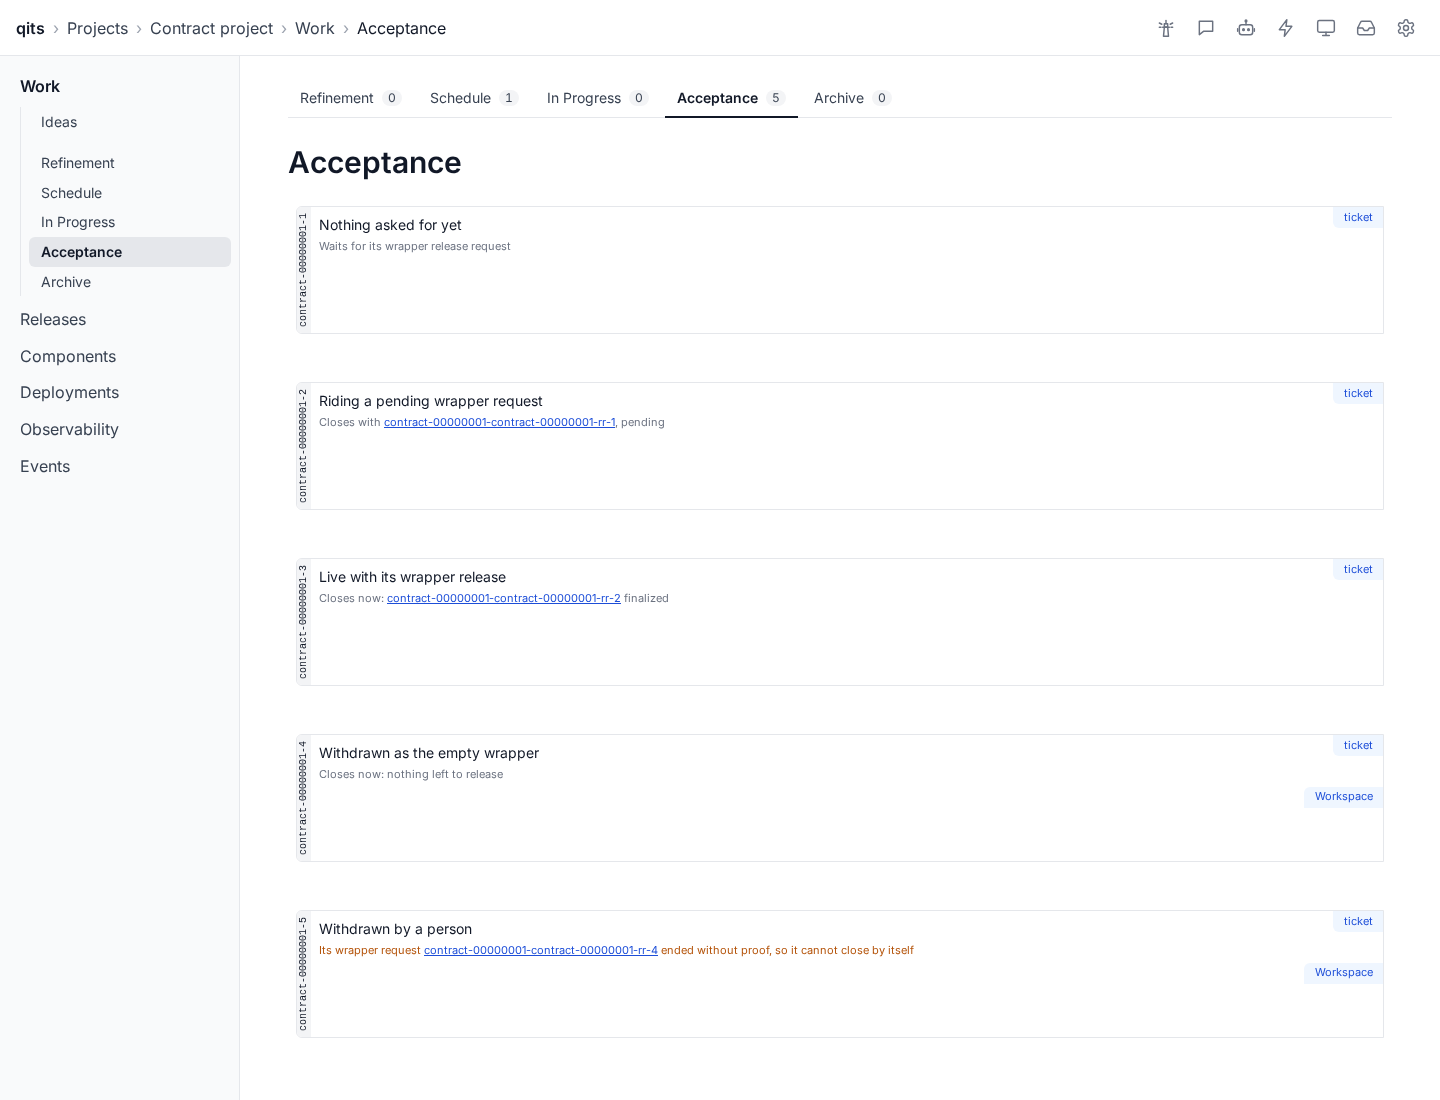 qits › Projects › Contract project › Work › Acceptance
Work
Ideas
Refinement
Schedule
In Progress
Acceptance
Archive
Releases
Components
Deployments
Observability
Events
Refinement 0 Schedule 1 In Progress 0 Acceptance 5 Archive 0
Acceptance
contract-00000001-1
Nothing asked for yet
ticket
Waits for its wrapper release request
contract-00000001-2
Riding a pending wrapper request
ticket
Closes with contract-00000001-contract-00000001-rr-1, pending
contract-00000001-3
Live with its wrapper release
ticket
Closes now: contract-00000001-contract-00000001-rr-2 finalized
contract-00000001-4
Withdrawn as the empty wrapper
ticket
Closes now: nothing left to release
Workspace
contract-00000001-5
Withdrawn by a person
ticket
Its wrapper request contract-00000001-contract-00000001-rr-4 ended without proof, so it cannot close by itself
Workspace